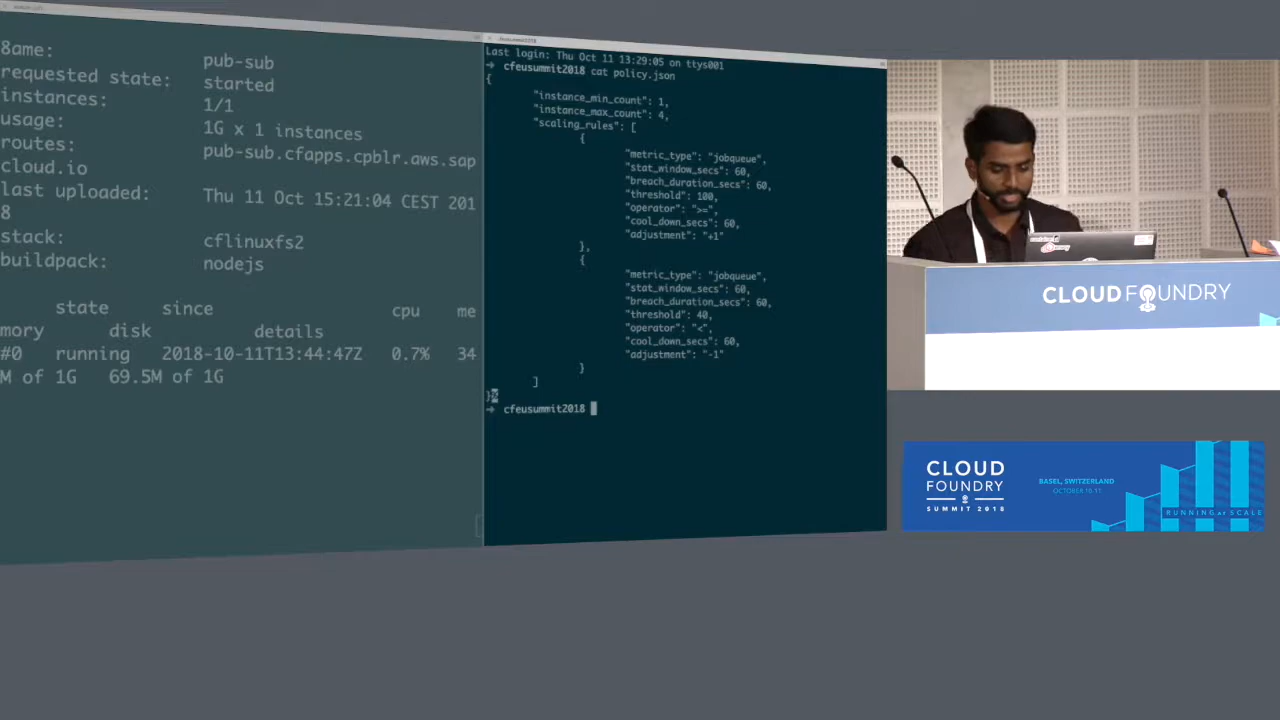 8ame: pub-sub
requested state: started
instances: 1/1
usage: 1G x 1 instances
routes: pub-sub.cfapps.cpblr.aws.sap
cloud.io
last uploaded: Thu 11 Oct 15:21:04 CEST 201
8
stack: cflinuxfs2
buildpack: nodejs
state since cpu me
mory disk details
#0 running 2018-10-11T13:44:47Z 0.7% 34
M of 1G 69.5M of 1G
Last login: Thu Oct 11 13:29:05 on ttys001
→ cfeusummit2018 cat policy.json
{
"instance_min_count": 1,
"instance_max_count": 4,
"scaling_rules": [
{
"metric_type": "jobqueue",
"stat_window_secs": 60,
"breach_duration_secs": 60,
"threshold": 100,
"operator": ">=",
"cool_down_secs": 60,
"adjustment": "+1"
},
{
"metric_type": "jobqueue",
"stat_window_secs": 60,
"breach_duration_secs": 60,
"threshold": 40,
"operator": "<",
"cool_down_secs": 60,
"adjustment": "-1"
}
]
}%
→ cfeusummit2018
CLOUD FOUNDRY
CLOUD
FOUNDRY
SUMMIT 2018
BASEL, SWITZERLAND
OCTOBER 10-11
RUNNING AT SCALE